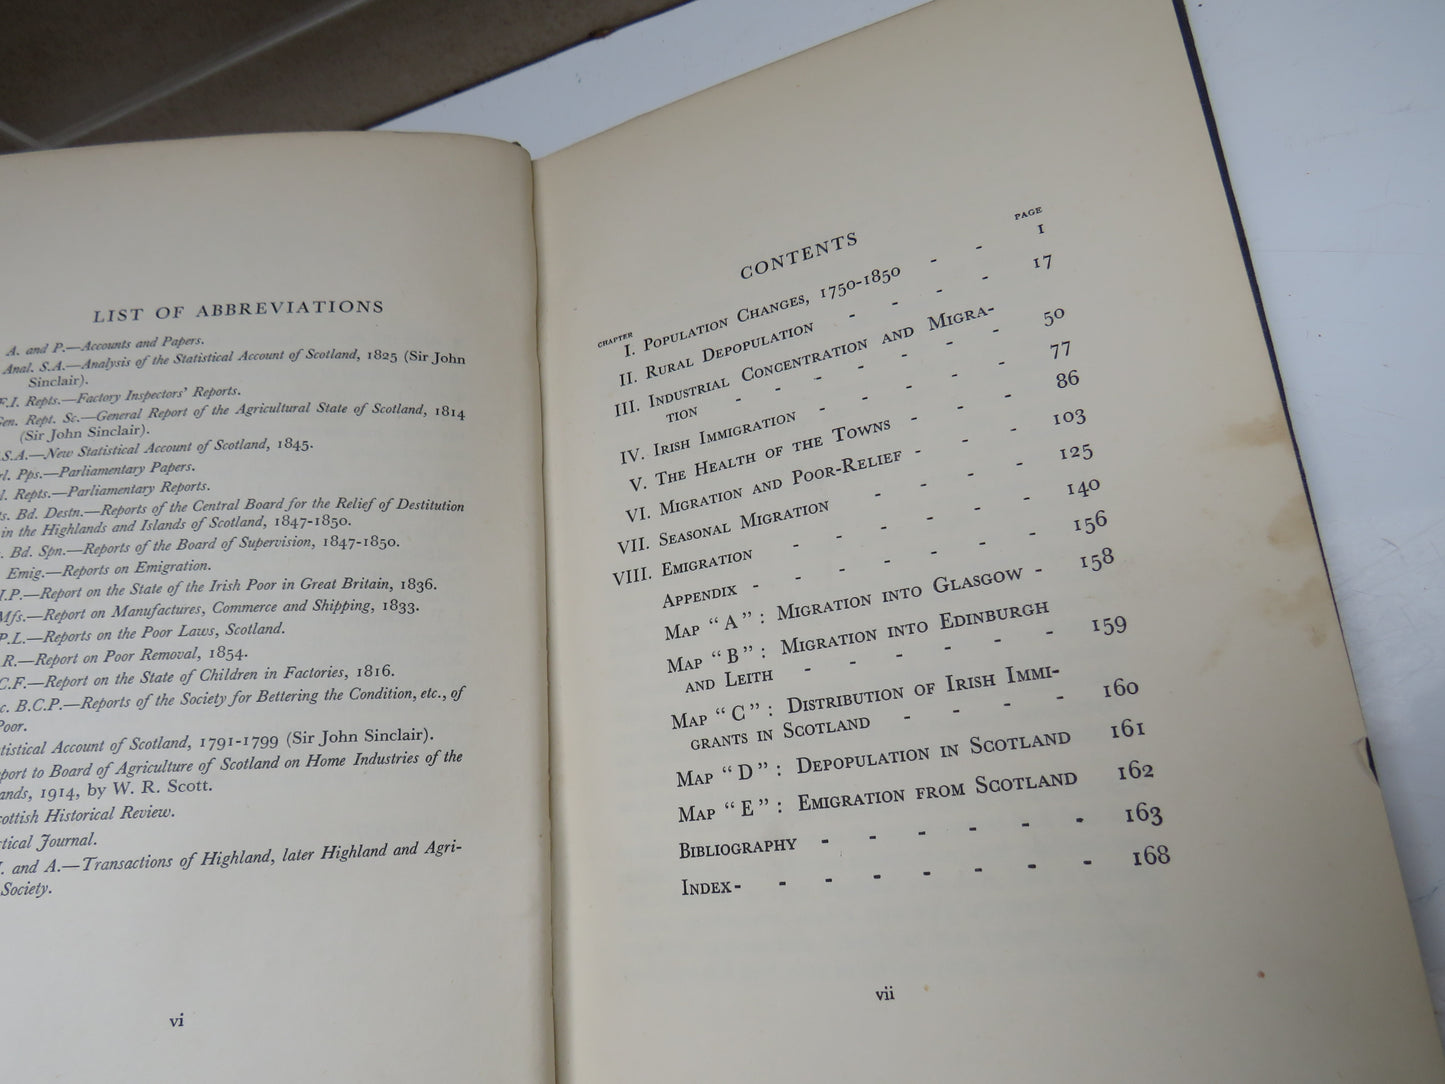 LIST OF ABBREVIATIONS
A. and P.—Accounts and Papers.
Anal. S.A.—Analysis of the Statistical Account of Scotland, 1825 (Sir John
Sinclair).
F.I. Repts.—Factory Inspectors' Reports.
Gen. Rept. Sc.—General Report of the Agricultural State of Scotland, 1814
(Sir John Sinclair).
S.A.—New Statistical Account of Scotland, 1845.
Pps.—Parliamentary Papers.
Repts.—Parliamentary Reports.
Bd. Destn.—Reports of the Central Board for the Relief of Destitution
in the Highlands and Islands of Scotland, 1847-1850.
Bd. Spn.—Reports of the Board of Supervision, 1847-1850.
Emig.—Reports on Emigration.
I.P.—Report on the State of the Irish Poor in Great Britain, 1836.
Mfs.—Report on Manufactures, Commerce and Shipping, 1833.
P.L.—Reports on the Poor Laws, Scotland.
R.—Report on Poor Removal, 1854.
C.F.—Report on the State of Children in Factories, 1816.
B.C.P.—Reports of the Society for Bettering the Condition, etc., of
Poor.
Account of Scotland, 1791-1799 (Sir John Sinclair).
to Board of Agriculture of Scotland on Home Industries of the
1914, by W. R. Scott.
Historical Review.
Journal.
and A.—Transactions of Highland, later Highland and Agri-
Society.
vi
CONTENTS
CHAPTER PAGE
I. POPULATION CHANGES, 1750-1850 - - 1
II. RURAL DEPOPULATION - - - - 17
III. INDUSTRIAL CONCENTRATION AND MIGRA-
TION - - - - - - - 50
IV. IRISH IMMIGRATION - - - - - 77
V. THE HEALTH OF THE TOWNS - - - 86
VI. MIGRATION AND POOR-RELIEF - - - 103
VII. SEASONAL MIGRATION - - - - 125
VIII. EMIGRATION - - - - - - 140
APPENDIX - - - - - - - 156
MAP "A": MIGRATION INTO GLASGOW - 158
MAP "B": MIGRATION INTO EDINBURGH
AND LEITH - - - - - - 159
MAP "C": DISTRIBUTION OF IRISH IMMI-
GRANTS IN SCOTLAND - - - - 160
MAP "D": DEPOPULATION IN SCOTLAND 161
MAP "E": EMIGRATION FROM SCOTLAND 162
BIBLIOGRAPHY - - - - - - 163
INDEX - - - - - - - - 168
vii